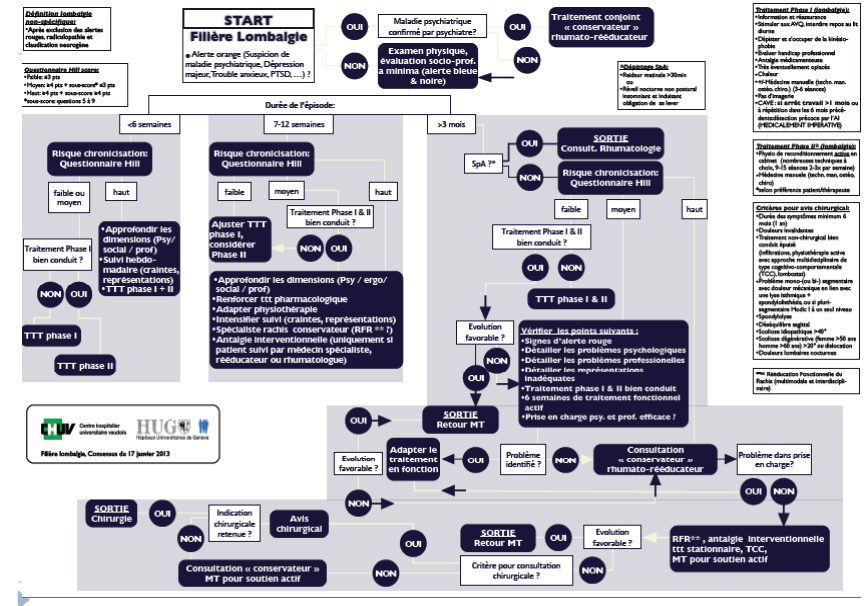 Définition lombalgie
non-spécifique:
*Après exclusion des alertes
rouges, radiculopathie et
claudication neurogène
Questionnaire Hill score:
•Faible: ≤3 pts
•Moyen: ≥4 pts + sous-score* ≤3 pts
•Haut: ≥4 pts + sous-score ≥4 pts
*sous-score: questions 5 à 9
START
Filière Lombalgie
•Alerte orange (Suspicion de
maladie psychiatrique, Dépression
majeur, Trouble anxieux, PTSD, …) ?
OUI
NON
Maladie psychiatrique
confirmé par psychiatre?
OUI
Traitement conjoint
« conservateur »
rhumato-rééducateur
Examen physique,
évaluation socio-prof.
a minima (alerte bleue
& noire)
NON
*Dépistage SpA:
•Raideur matinale >30min
ou
•Réveil nocturne non postural
insomniant et induisant
obligation de se lever
Durée de l'épisode:
<6 semaines
7-12 semaines
>3 mois
Risque chronicisation:
Questionnaire Hill
faible ou
moyen
haut
Traitement Phase I
bien conduit ?
NON
OUI
•Approfondir les
dimensions (Psy/
social / prof)
•Suivi hebdo-
madaire (craintes,
représentations)
•TTT phase I + II
TTT phase I
TTT phase II
Risque chronicisation:
Questionnaire Hill
faible
moyen
haut
Ajuster TTT
phase I,
considérer
Phase II
Traitement Phase I & II
bien conduit ?
NON
OUI
•Approfondir les dimensions (Psy / ergo/
social / prof)
•Renforcer ttt pharmacologique
•Adapter physiothérapie
•Intensifier suivi (craintes, représentations)
•Spécialiste rachis conservateur (RFR ** ?)
•Antalgie interventionelle (uniquement si
patient suivi par médecin spécialiste,
rééducateur ou rhumatologue)
SpA ?*
OUI
NON
SORTIE
Consult. Rhumatologie
Risque chronicisation:
Questionnaire Hill
faible
moyen
haut
Traitement Phase I & II
bien conduit ?
NON
OUI
TTT phase I & II
Evolution
favorable ?
NON
OUI
Vérifier les points suivants :
•Signes d'alerte rouge
•Détailler les problèmes psychologiques
•Détailler les problèmes professionelles
•Détailler les représentations
inadéquates
•Traitement phase I & II bien conduit
•6 semaines de traitement fonctionnel
actif
•Prise en charge psy. et prof. efficace ?
SORTIE
Retour MT
OUI
Evolution
favorable ?
NON
Adapter le
traitement
en fonction
OUI
Problème
identifié ?
NON
Consultation
« conservateur »
rhumato-rééducateur
Problème dans prise
en charge?
OUI
NON
CHUV
Centre hospitalier
universitaire vaudois
HUG
Hôpitaux Universitaires de Genève
Filière lombalgie, Consensus du 17 janvier 2013
SORTIE
Chirurgie
OUI
NON
Indication
chirurgicale
retenue ?
Avis
chirurgical
OUI
Consultation « conservateur »
MT pour soutien actif
NON
Critère pour consultation
chirurgicale ?
NON
SORTIE
Retour MT
OUI
Evolution
favorable ?
RFR** , antalgie interventionelle
ttt stationnaire, TCC,
MT pour soutien actif
Traitement Phase I (lombalgie):
•Information et réassurance
•Stimuler aux AVQ, interdire repos au lit
diurne
•Dépister et s'occuper de la kinésio-
phobie
•Evaluer handicap professionnel
•Antalgie médicamenteuse
•Très éventuellement opiacés
•Chaleur
•+/-Médecine manuelle (techn. man.
ostéo. chiro.) (3-6 séances)
•Pas d'imagerie
•CAVE : si arrêt travail >1 mois ou
à répétition dans les 6 mois précé-
dents:détection précoce par l'AI
(MEDICALEMENT IMPERATIVE)
Traitement Phase II* (lombalgie):
•Physio de reconditionnement active en
cabinet (nombreuses techniques à
choix, 9-15 séances 2-3x par semaine)
•Médecine manuelle (techn. man. ostéo,
chiro)
*selon préférence patient/thérapeute
Critères pour avis chirurgical:
•Durée des symptômes minimum 6
mois (1 an)
•Douleurs invalidantes
•Traitement non-chirurgical bien
conduit épuisé
(infiltrations, physiothérapie active
avec approche multidisciplinaire de
type cognitivo-comportementale
(TCC), lombostat)
•Problème mono-(ou bi-) segmentaire
avec douleur mécanique en lien avec
une lyse isthmique +
spondylolisthésis, ou si pluri-
segmentaire Modic I à un seul niveau
•Spondylolyse
•Déséquilibre sagittal
•Scoliose idiopathique >40°
•Scoliose dégénérative (femme >50 ans
homme >60 ans) >20° ou dislocation
•Douleurs lombaires nocturnes
**= Rééducation Fonctionnelle du
Rachis (multimodale et interdiscipli-
naire)